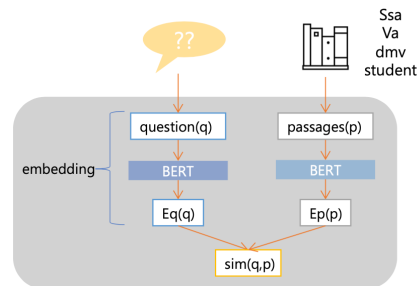 ??
Ssa
Va
dmv
student
question(q)
passages(p)
embedding
BERT
BERT
Eq(q)
Ep(p)
sim(q,p)